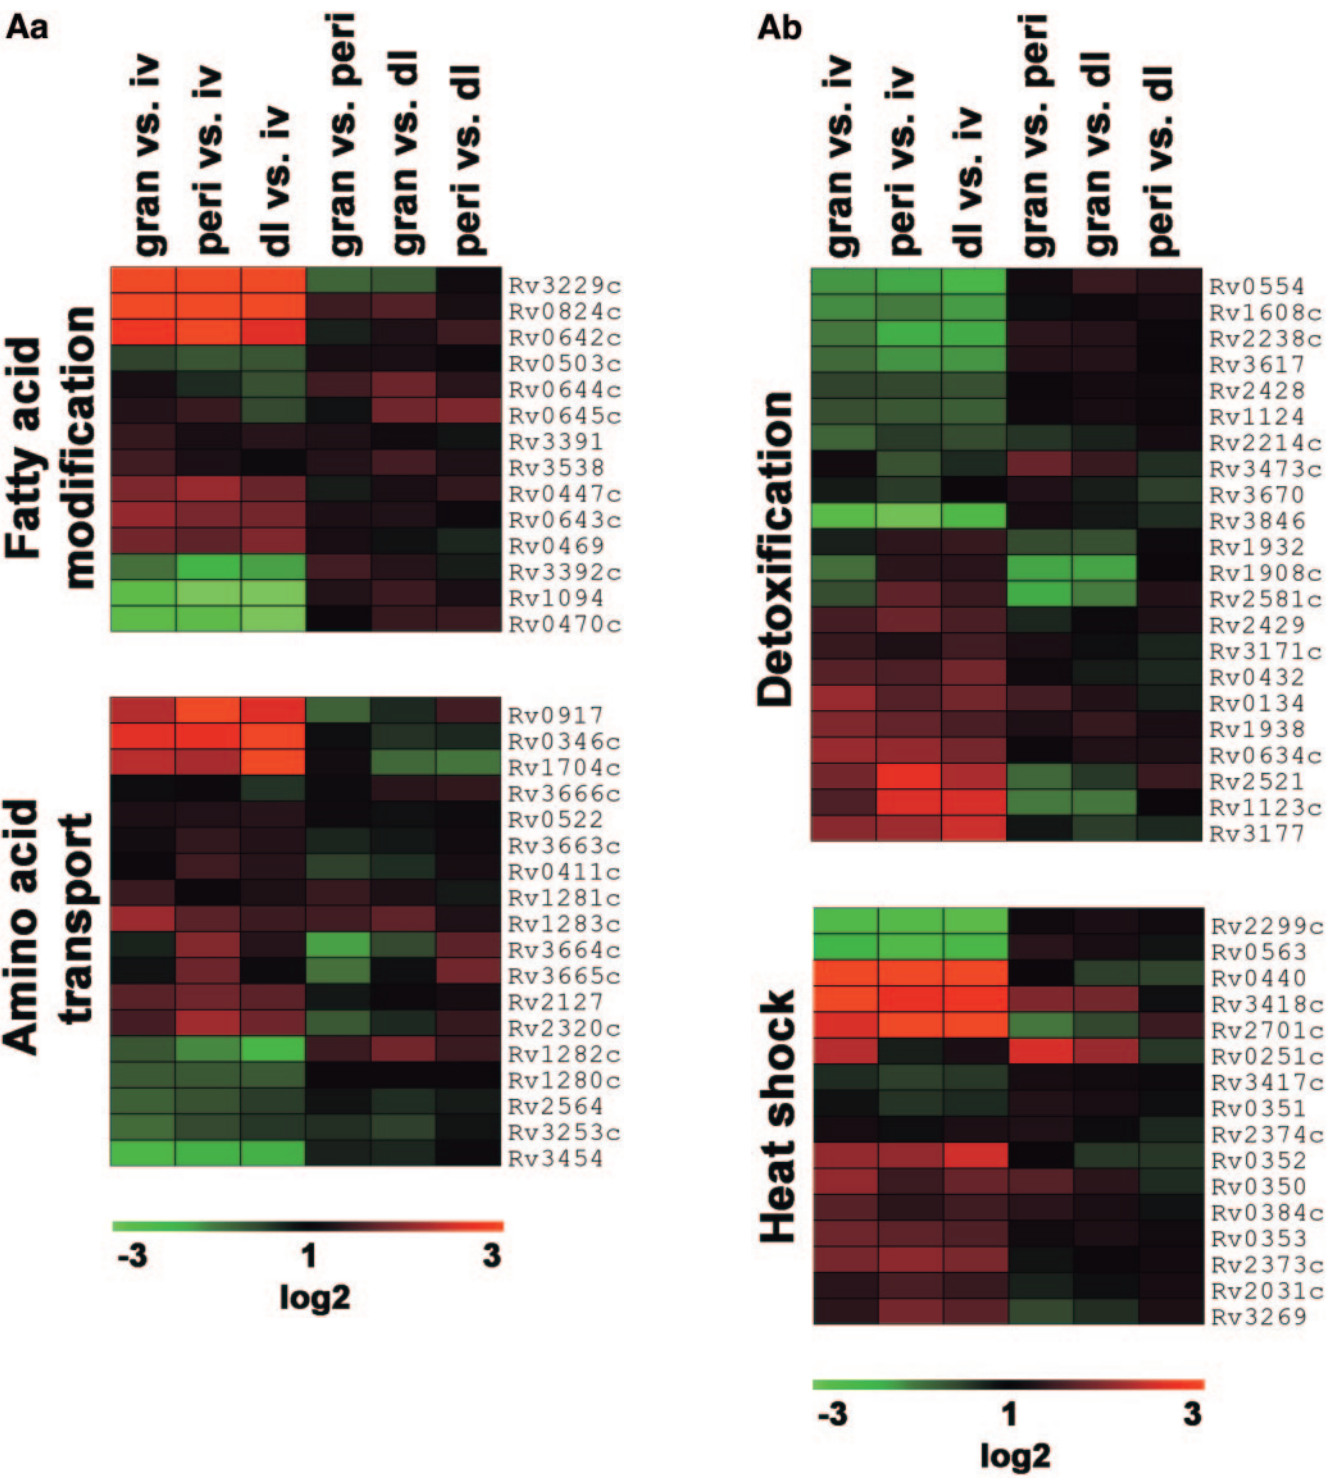 Aa
gran vs. iv
peri vs. iv
dl vs. iv
gran vs. peri
gran vs. dl
peri vs. dl
Fatty acid
modification
Rv3229c
Rv0824c
Rv0642c
Rv0503c
Rv0644c
Rv0645c
Rv3391
Rv3538
Rv0447c
Rv0643c
Rv0469
Rv3392c
Rv1094
Rv0470c
Amino acid
transport
Rv0917
Rv0346c
Rv1704c
Rv3666c
Rv0522
Rv3663c
Rv0411c
Rv1281c
Rv1283c
Rv3664c
Rv3665c
Rv2127
Rv2320c
Rv1282c
Rv1280c
Rv2564
Rv3253c
Rv3454
-3 1 3
log2
Ab
gran vs. iv
peri vs. iv
dl vs. iv
gran vs. peri
gran vs. dl
peri vs. dl
Detoxification
Rv0554
Rv1608c
Rv2238c
Rv3617
Rv2428
Rv1124
Rv2214c
Rv3473c
Rv3670
Rv3846
Rv1932
Rv1908c
Rv2581c
Rv2429
Rv3171c
Rv0432
Rv0134
Rv1938
Rv0634c
Rv2521
Rv1123c
Rv3177
Heat shock
Rv2299c
Rv0563
Rv0440
Rv3418c
Rv2701c
Rv0251c
Rv3417c
Rv0351
Rv2374c
Rv0352
Rv0350
Rv0384c
Rv0353
Rv2373c
Rv2031c
Rv3269
-3 1 3
log2